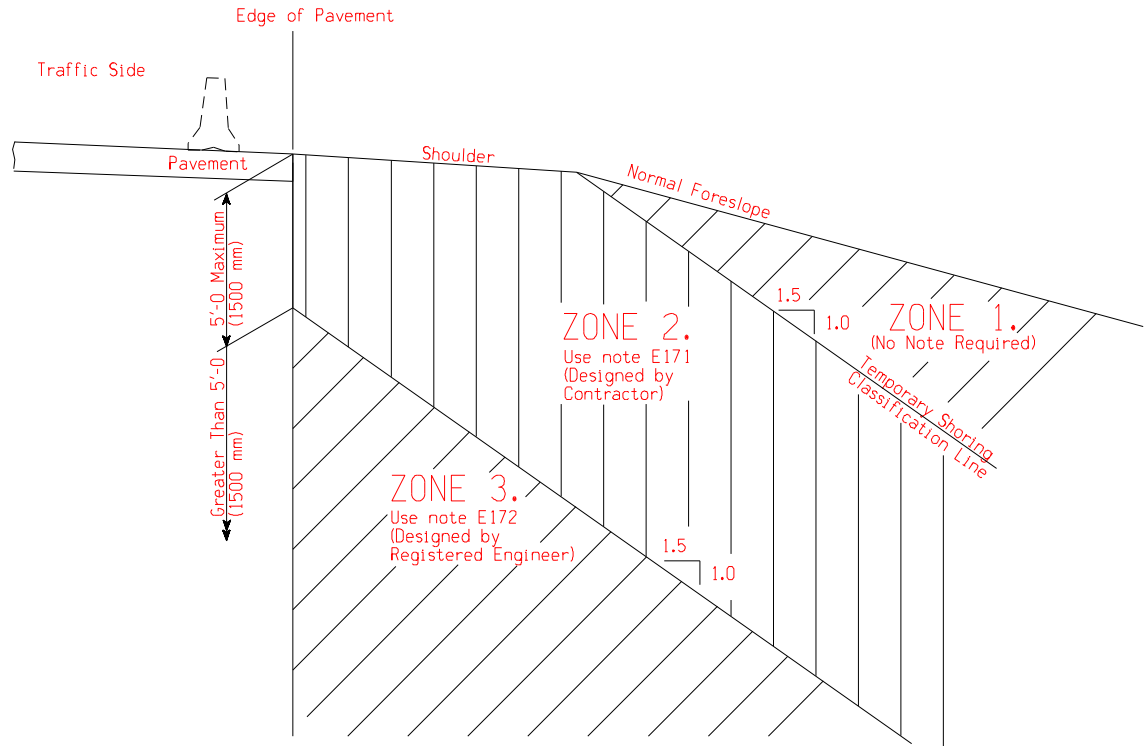 Edge of Pavement
Traffic Side
Pavement
Shoulder
Normal Foreslope
5'-0 Maximum
(1500 mm)
Greater Than 5'-0
(1500 mm)
1.5
1.0
ZONE 1.
(No Note Required)
ZONE 2.
Use note E171
(Designed by
Contractor)
Temporary Shoring
Classification Line
ZONE 3.
Use note E172
(Designed by
Registered Engineer)
1.5
1.0